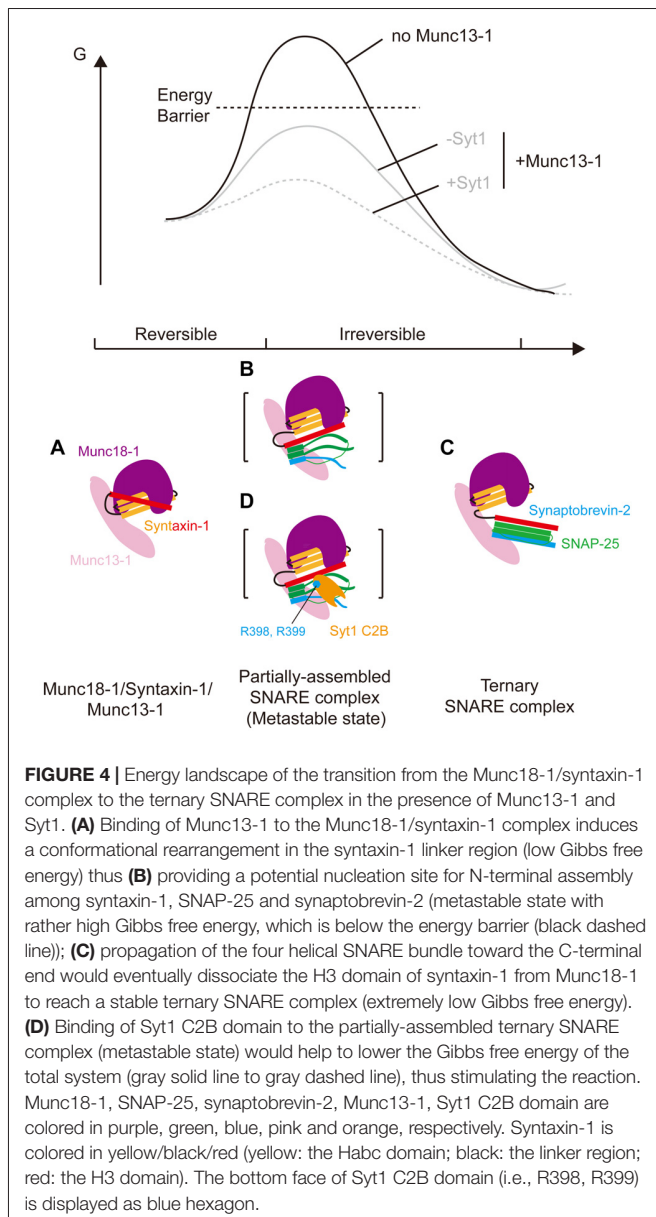 G
no Munc13-1
Energy
Barrier
-Syt1
+Munc13-1
+Syt1
Reversible
Irreversible
B
A
C
Munc18-1
Synaptobrevin-2
Syntaxin-1
D
SNAP-25
Munc13-1
R398, R399
Syt1 C2B
Munc18-1/Syntaxin-1/
Munc13-1
Partially-assembled
SNARE complex
(Metastable state)
Ternary
SNARE complex
FIGURE 4 | Energy landscape of the transition from the Munc18-1/syntaxin-1
complex to the ternary SNARE complex in the presence of Munc13-1 and
Syt1. (A) Binding of Munc13-1 to the Munc18-1/syntaxin-1 complex induces
a conformational rearrangement in the syntaxin-1 linker region (low Gibbs free
energy) thus (B) providing a potential nucleation site for N-terminal assembly
among syntaxin-1, SNAP-25 and synaptobrevin-2 (metastable state with
rather high Gibbs free energy, which is below the energy barrier (black dashed
line)); (C) propagation of the four helical SNARE bundle toward the C-terminal
end would eventually dissociate the H3 domain of syntaxin-1 from Munc18-1
to reach a stable ternary SNARE complex (extremely low Gibbs free energy).
(D) Binding of Syt1 C2B domain to the partially-assembled ternary SNARE
complex (metastable state) would help to lower the Gibbs free energy of the
total system (gray solid line to gray dashed line), thus stimulating the reaction.
Munc18-1, SNAP-25, synaptobrevin-2, Munc13-1, Syt1 C2B domain are
colored in purple, green, blue, pink and orange, respectively. Syntaxin-1 is
colored in yellow/black/red (yellow: the Habc domain; black: the linker region;
red: the H3 domain). The bottom face of Syt1 C2B domain (i.e., R398, R399)
is displayed as blue hexagon.